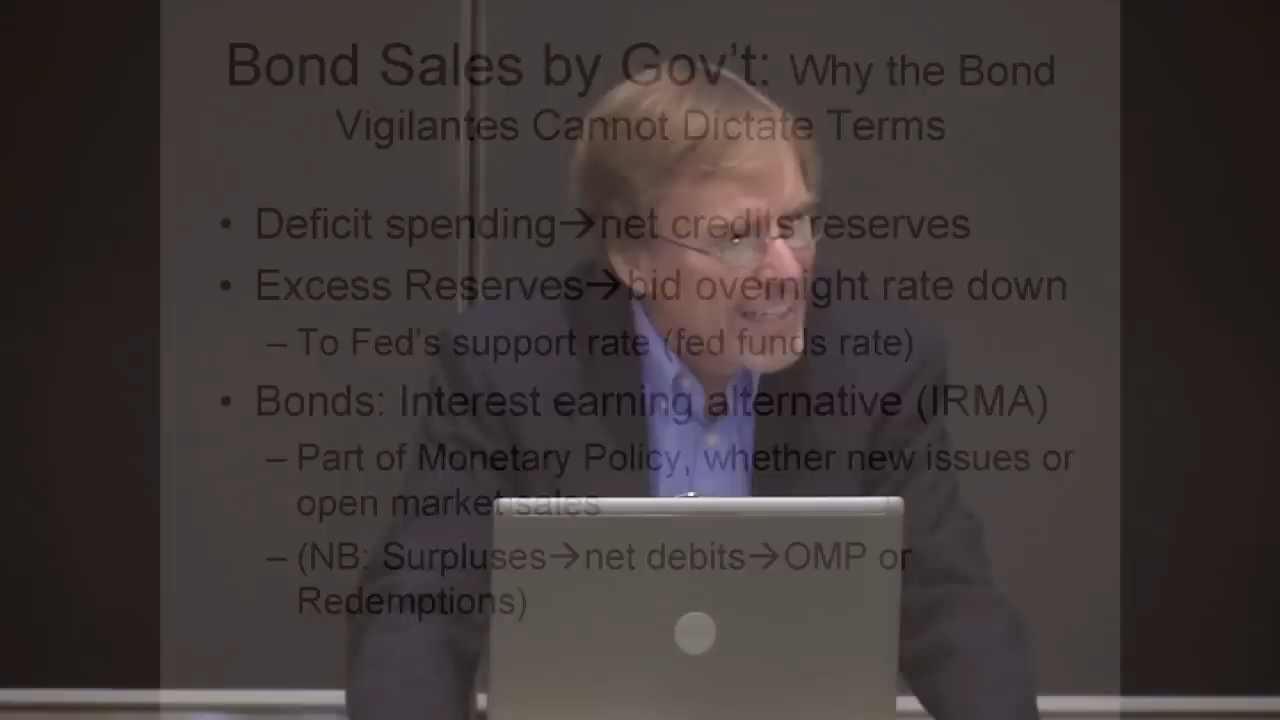 Bond Sales by Gov't: Why the Bond
Vigilantes Cannot Dictate Terms
• Deficit spending→net credits reserves
• Excess Reserves→bid overnight rate down
– To Fed's support rate (fed funds rate)
• Bonds: Interest earning alternative (IRMA)
– Part of Monetary Policy, whether new issues or
open market sales
– (NB: Surpluses→net debits→OMP or
Redemptions)